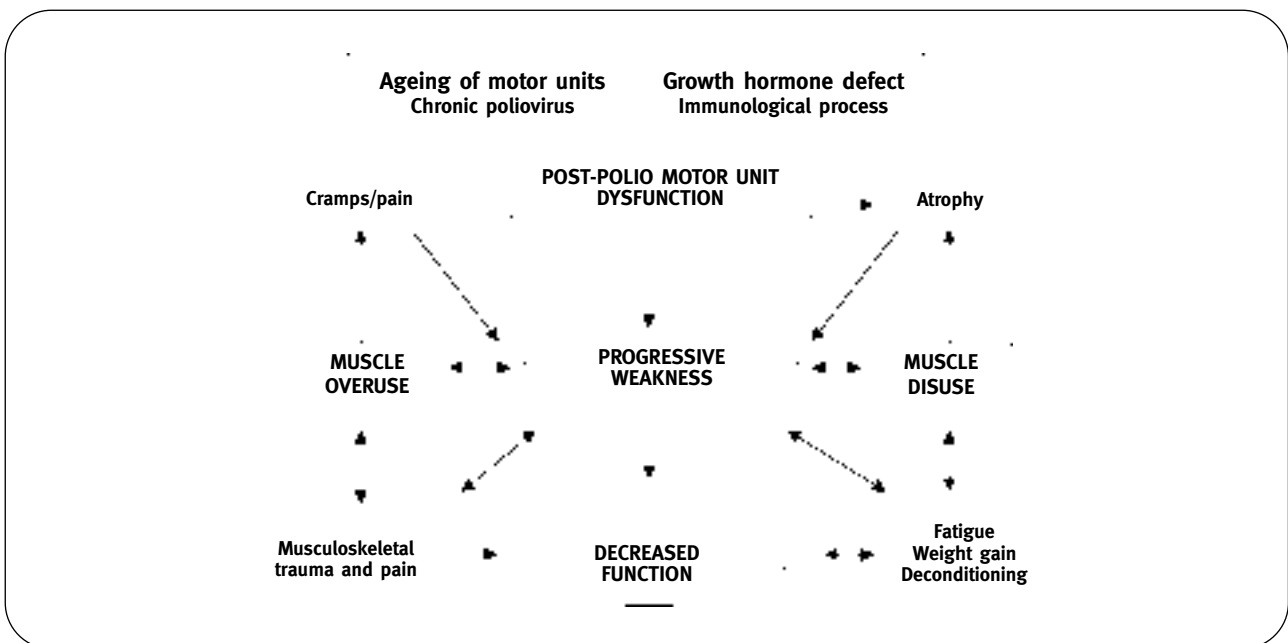 Ageing of motor units
Chronic poliovirus
Growth hormone defect
Immunological process
POST-POLIO MOTOR UNIT
DYSFUNCTION
Cramps/pain
Atrophy
MUSCLE
OVERUSE
PROGRESSIVE
WEAKNESS
MUSCLE
DISUSE
Musculoskeletal
trauma and pain
DECREASED
FUNCTION
Fatigue
Weight gain
Deconditioning